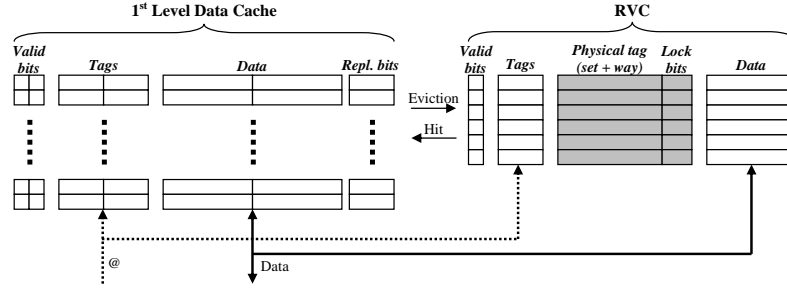 1st Level Data Cache
RVC
Valid bits
Tags
Data
Repl. bits
Valid bits
Tags
Physical tag
(set + way)
Lock bits
Data
Eviction
Hit
@
Data